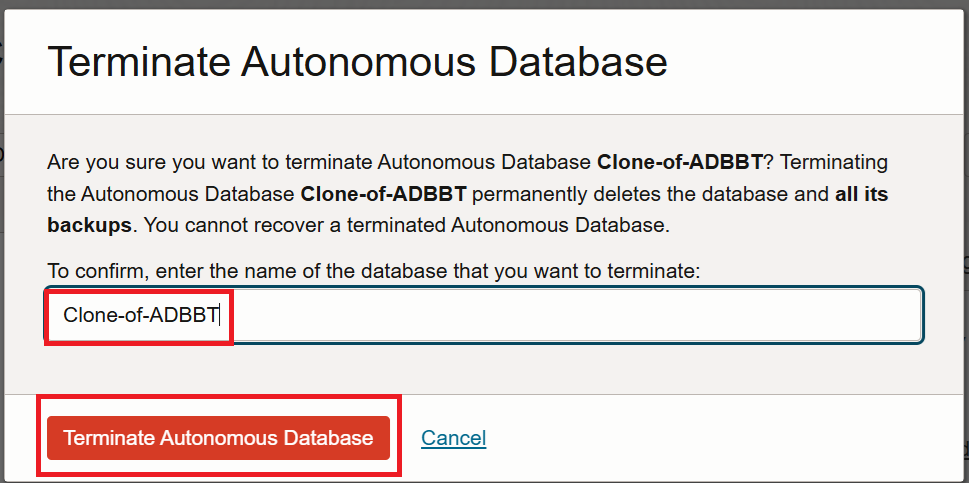 Terminate Autonomous Database
Are you sure you want to terminate Autonomous Database Clone-of-ADBBT? Terminating
the Autonomous Database Clone-of-ADBBT permanently deletes the database and all its
backups. You cannot recover a terminated Autonomous Database.
To confirm, enter the name of the database that you want to terminate:
Clone-of-ADBBT
Terminate Autonomous Database Cancel